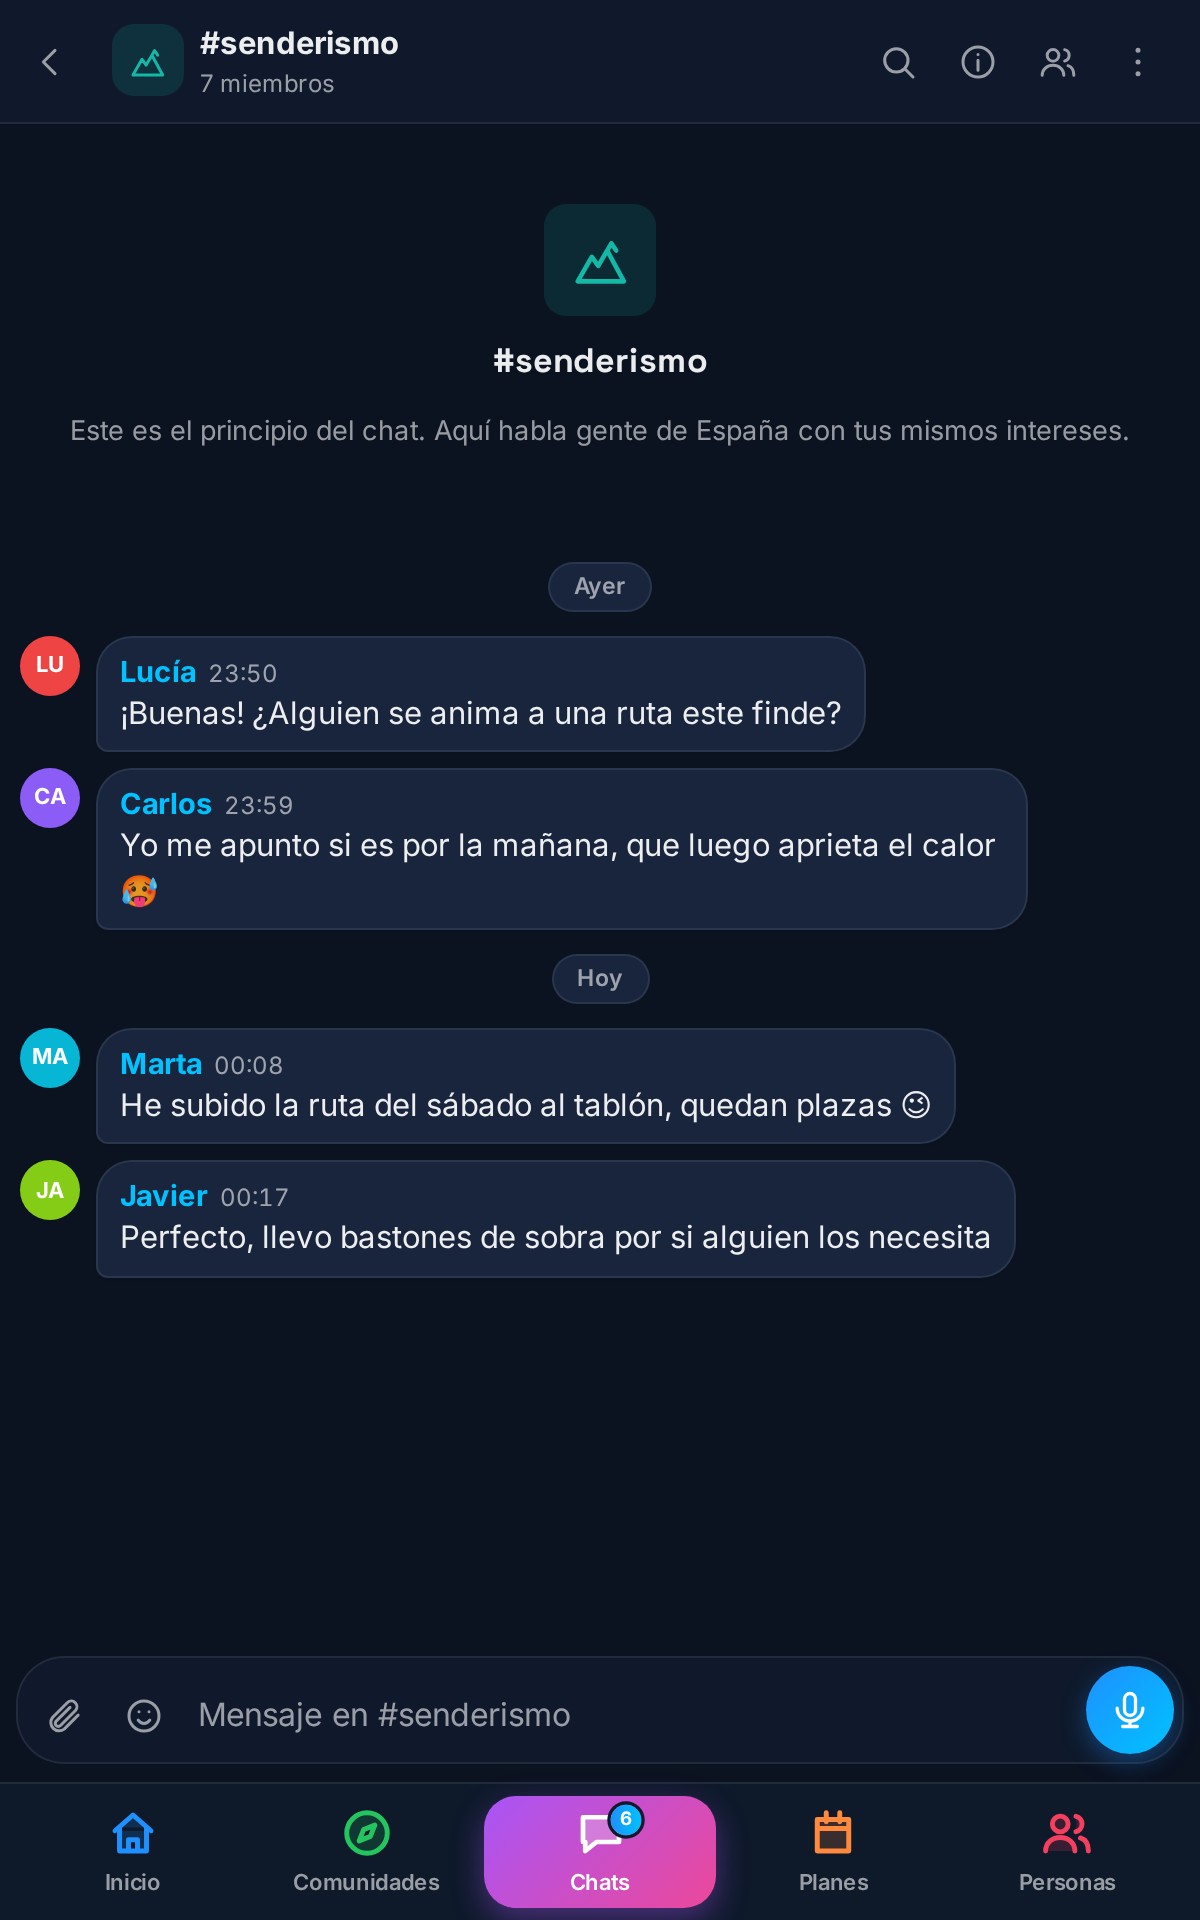 #senderismo
7 miembros
#senderismo
Este es el principio del chat. Aquí habla gente de España con tus mismos intereses.
Ayer
LU
Lucía 23:50
¡Buenas! ¿Alguien se anima a una ruta este finde?
CA
Carlos 23:59
Yo me apunto si es por la mañana, que luego aprieta el calor
🥵
Hoy
MA
Marta 00:08
He subido la ruta del sábado al tablón, quedan plazas 😉
JA
Javier 00:17
Perfecto, llevo bastones de sobra por si alguien los necesita
Mensaje en #senderismo
6
Inicio
Comunidades
Chats
Planes
Personas